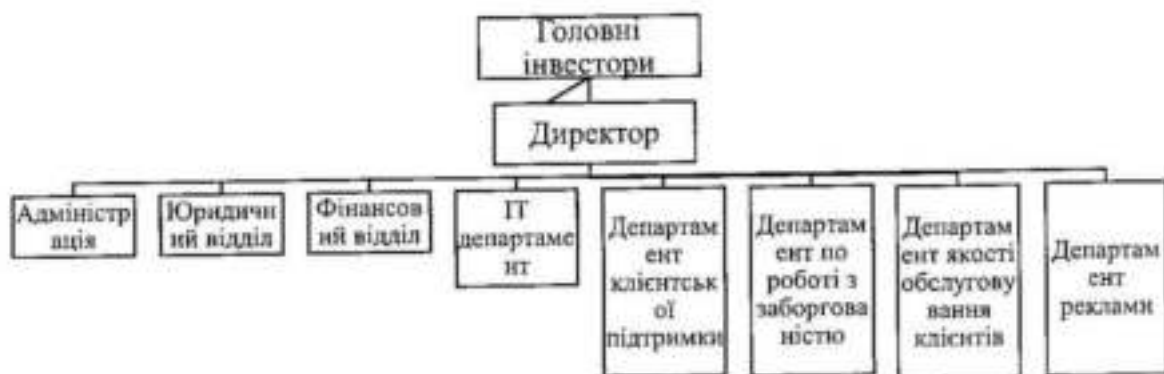 Головні
інвестори
Директор
Адміністр
ація
Юридичн
ий відділ
Фінансов
ий відділ
ІТ
департаме
нт
Департам
ент
клієнтськ
ої
підтримки
Департам
ент по
роботі з
заборгова
ністю
Департам
ент якості
обслугову
вання
клієнтів
Департам
ент
реклами